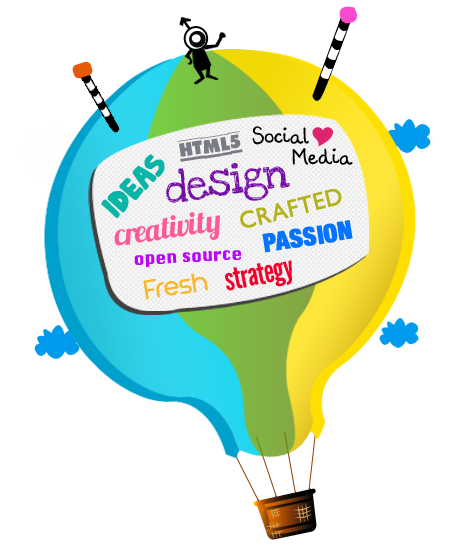 IDEAS
HTML5
Social
Media
design
creativity
CRAFTED
open source
PASSION
Fresh
strategy